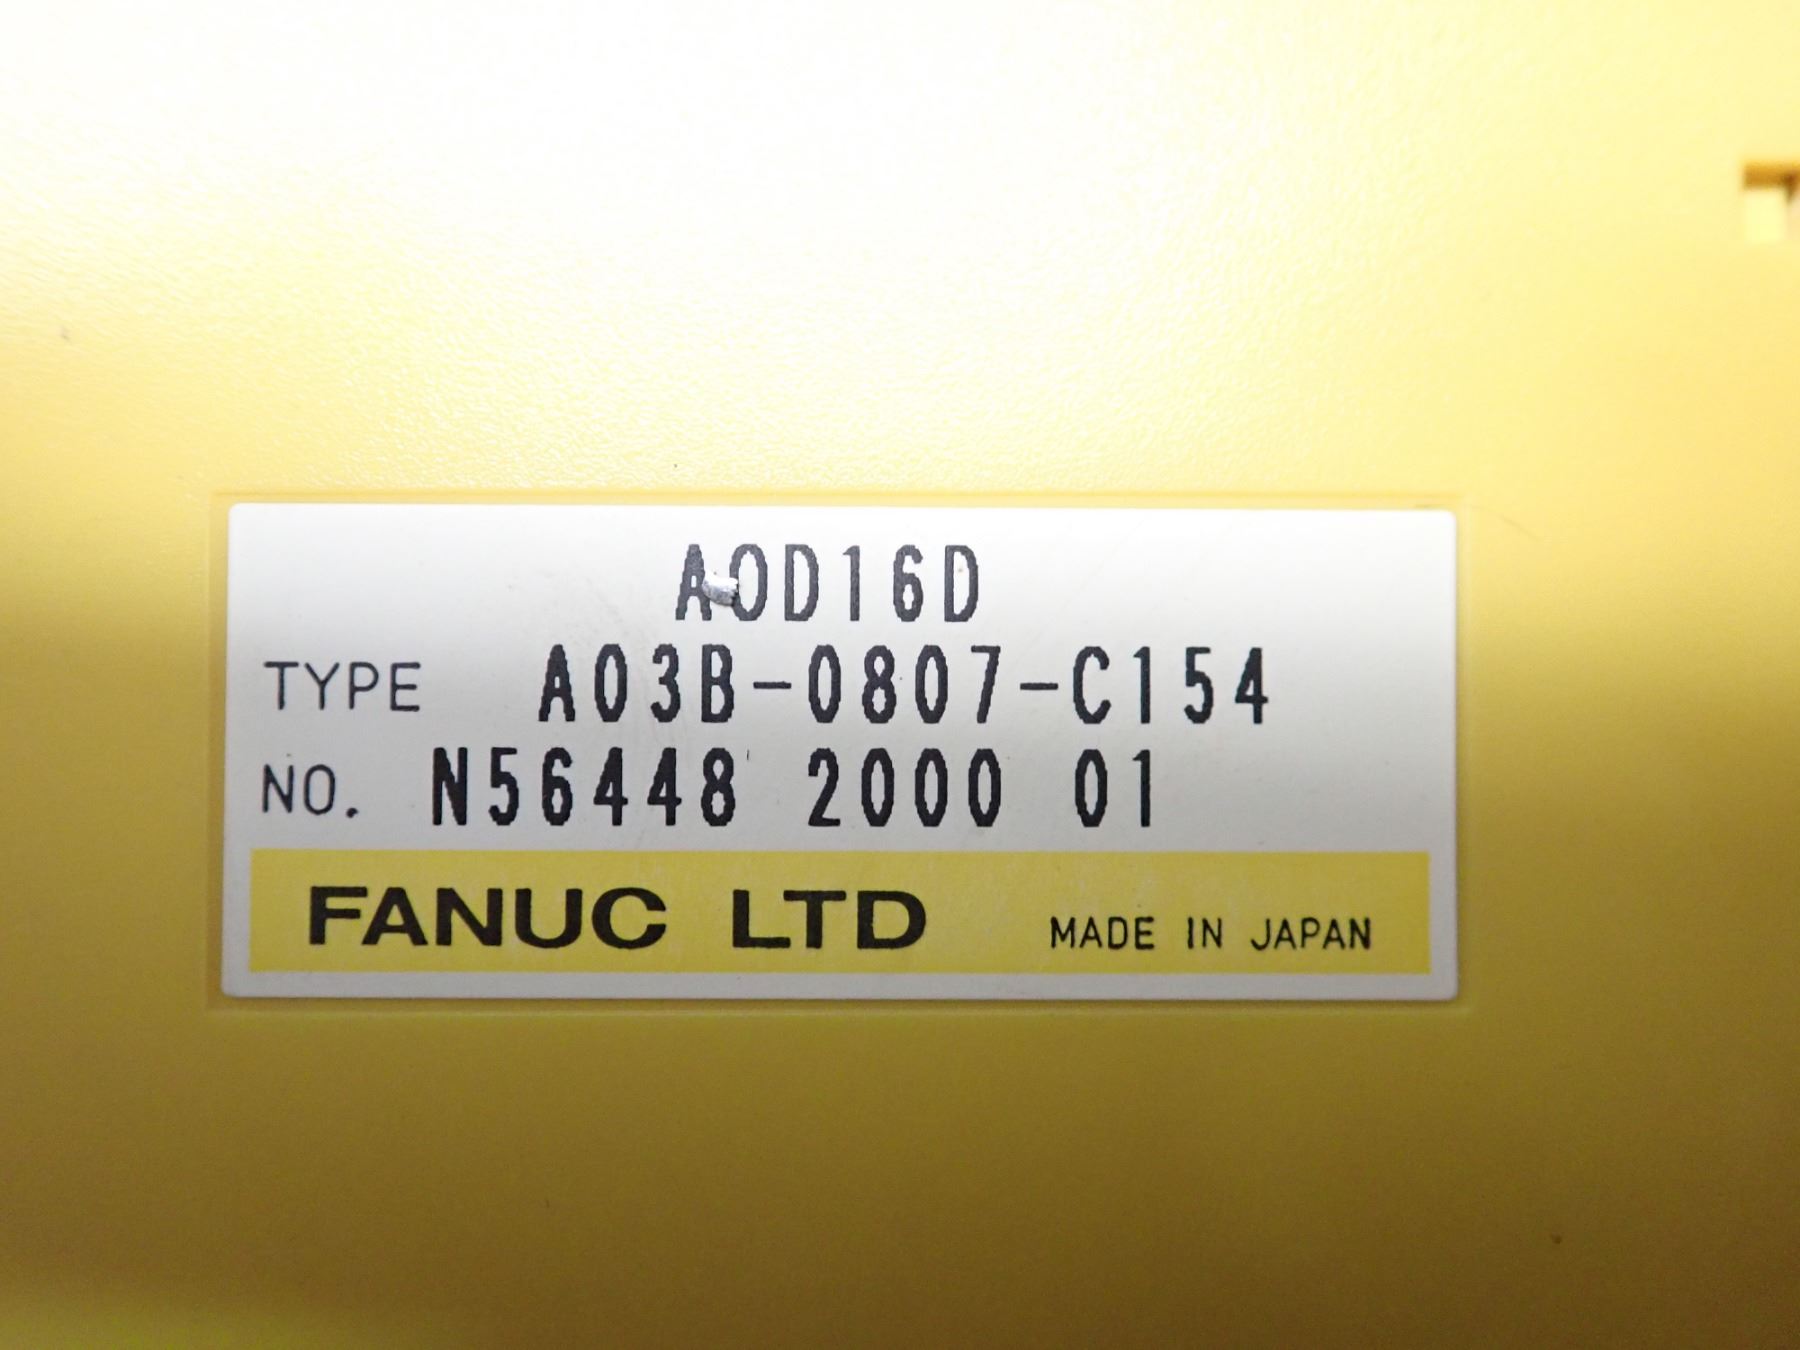 AOD16D
TYPE A03B-0807-C154
NO. N56448 2000 01
FANUC LTD MADE IN JAPAN